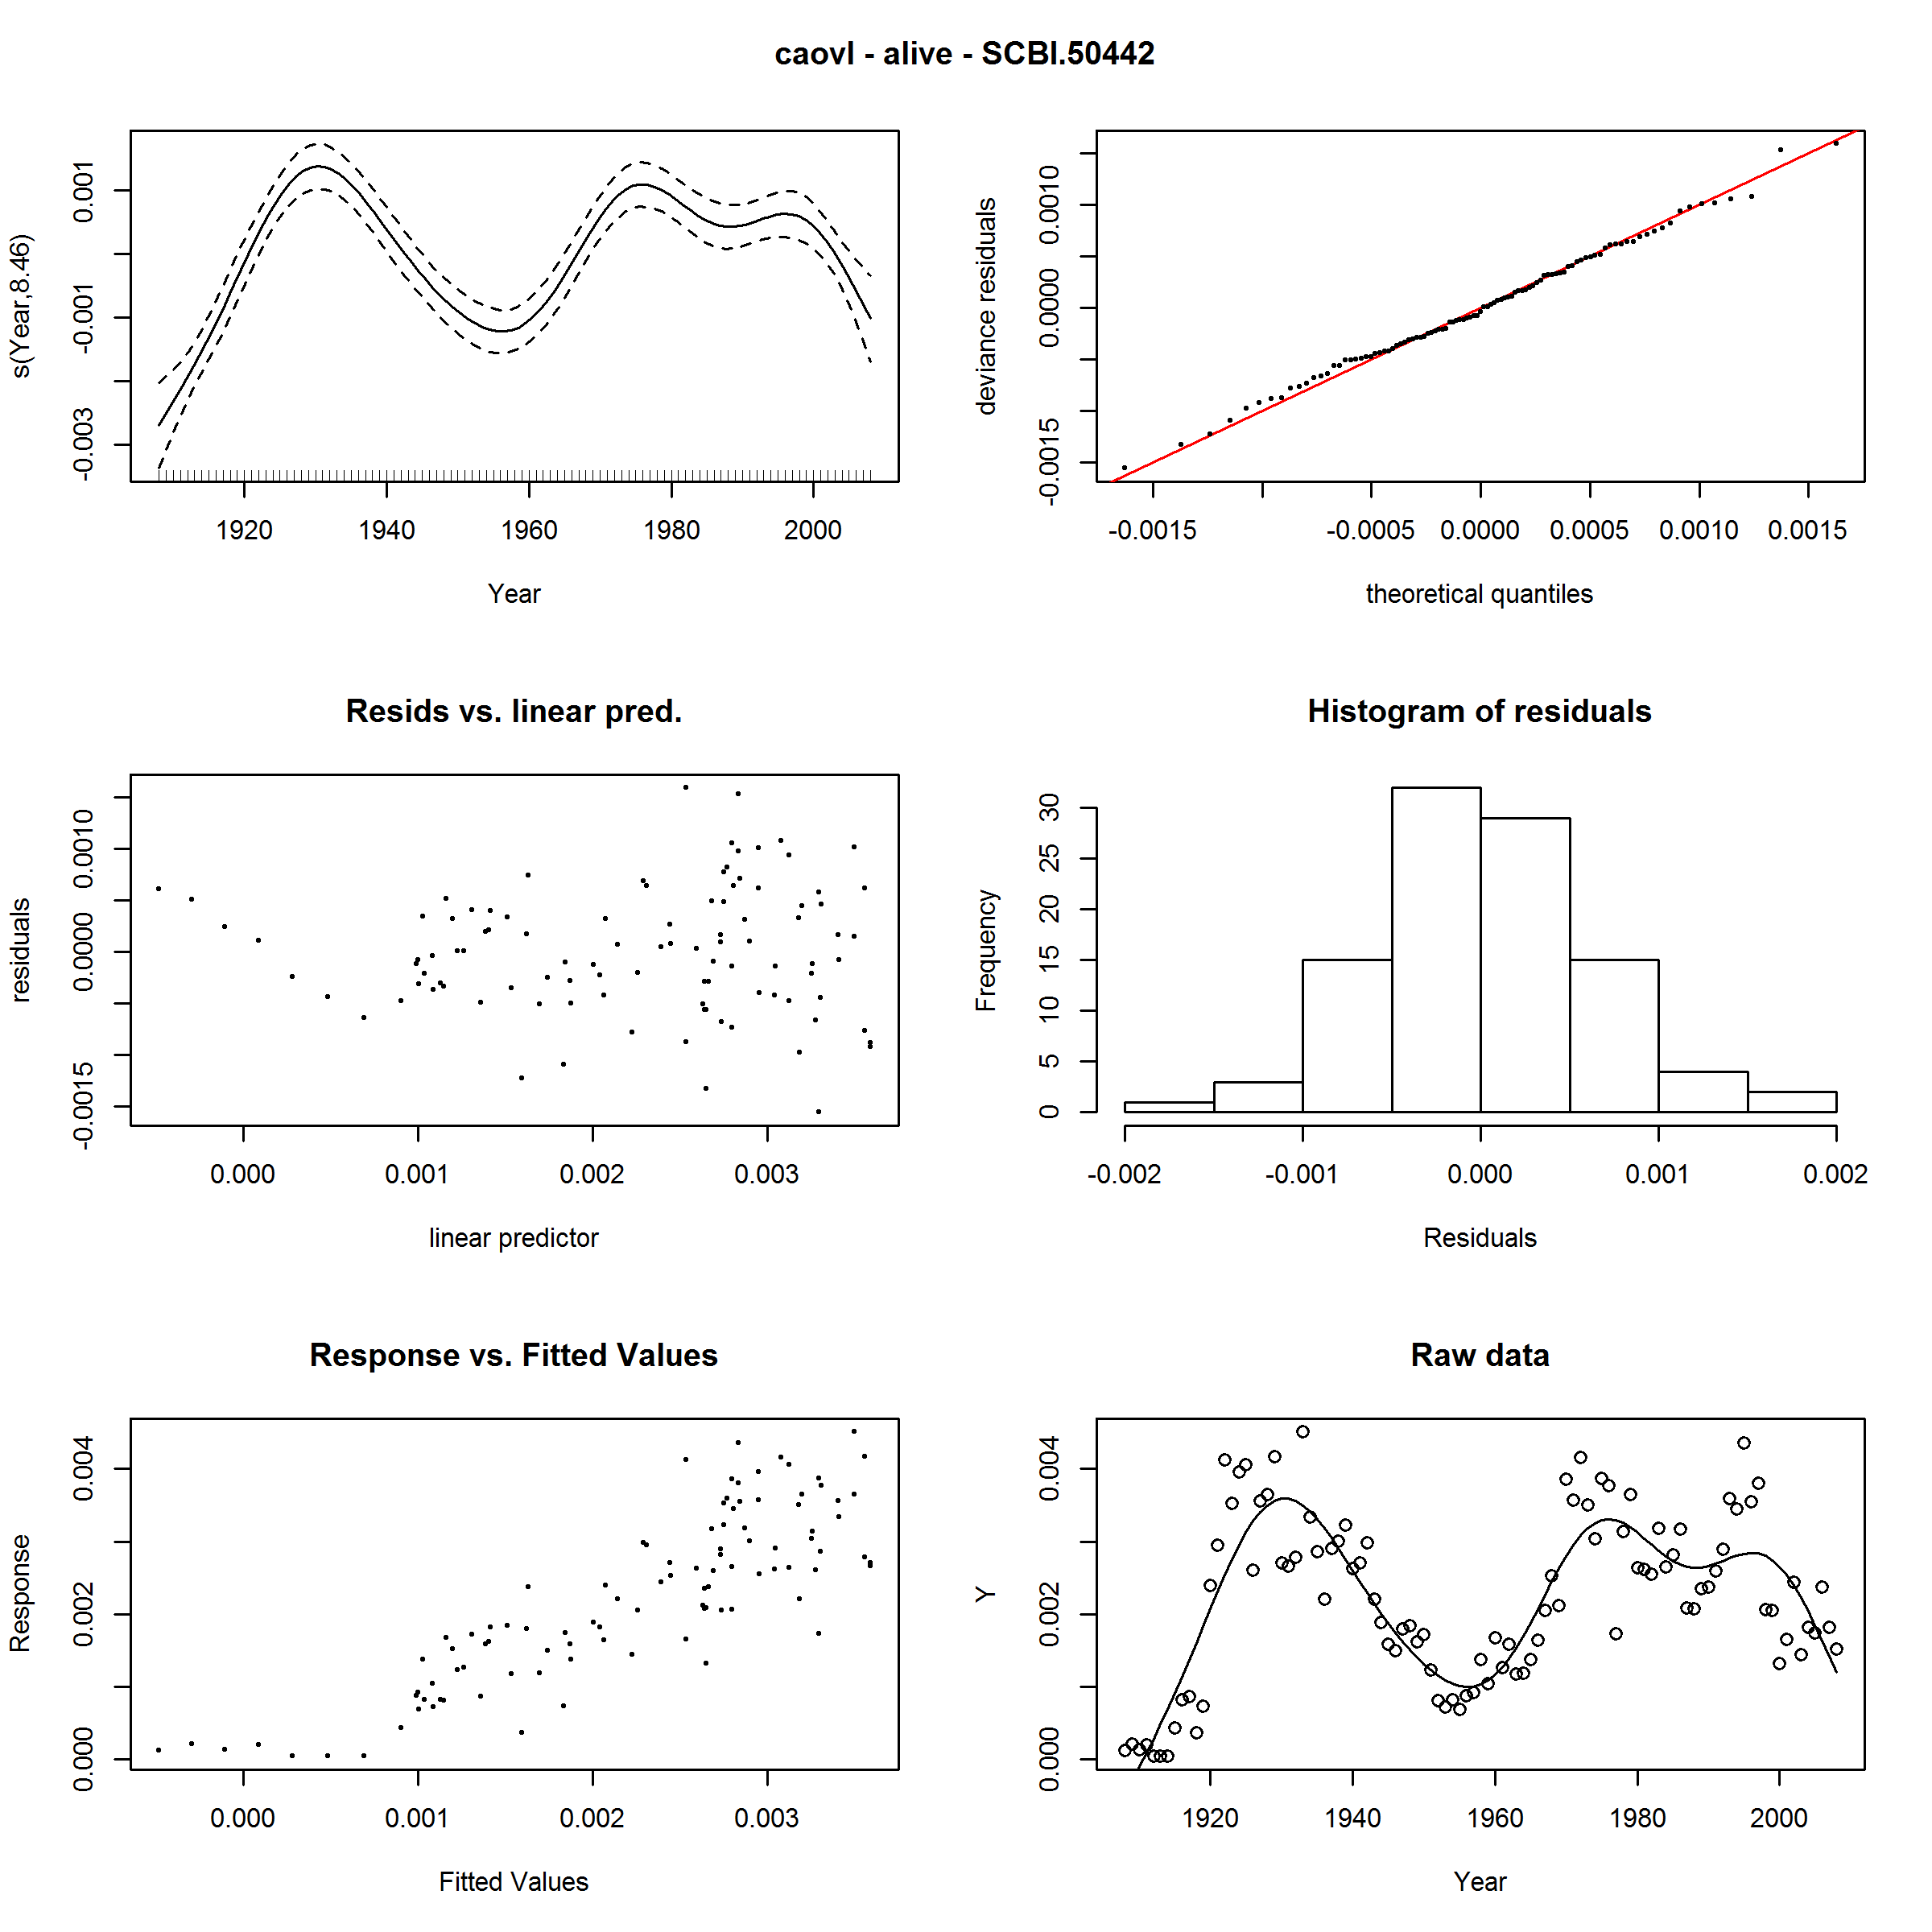 caovl - alive - SCBI.50442
s(Year,8.46)
0.001
-0.001
-0.003
1920 1940 1960 1980 2000
Year
deviance residuals
0.0010
0.0000
-0.0015
-0.0015 -0.0005 0.0000 0.0005 0.0010 0.0015
theoretical quantiles
Resids vs. linear pred.
residuals
0.0010
0.0000
-0.0015
0.000 0.001 0.002 0.003
linear predictor
Histogram of residuals
Frequency
30
25
20
15
10
5
0
-0.002 -0.001 0.000 0.001 0.002
Residuals
Response vs. Fitted Values
Response
0.004
0.002
0.000
0.000 0.001 0.002 0.003
Fitted Values
Raw data
Y
0.004
0.002
0.000
1920 1940 1960 1980 2000
Year